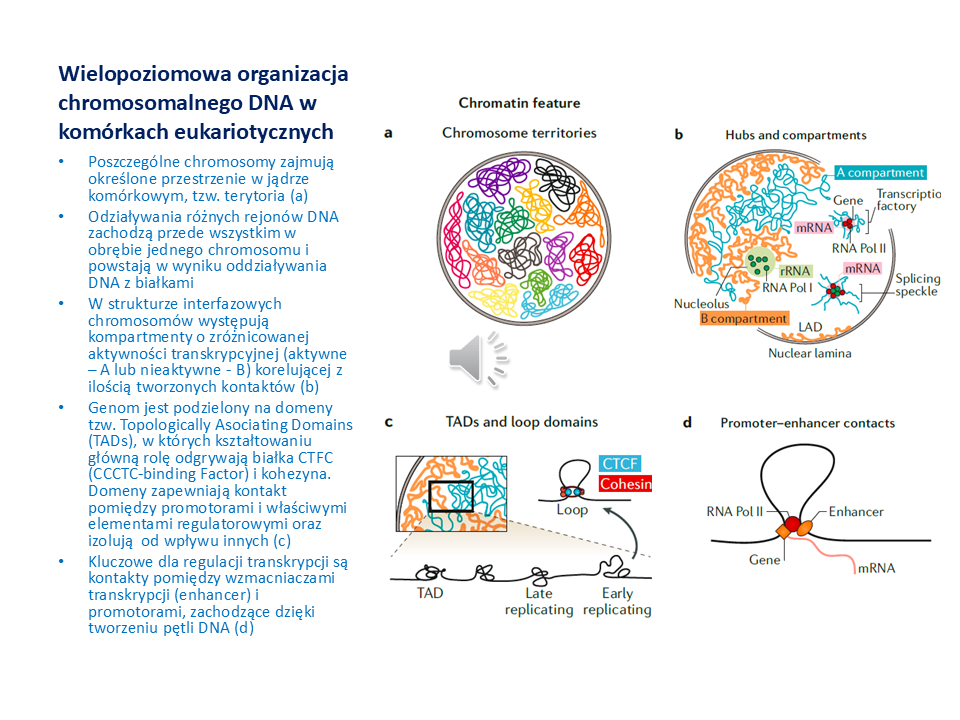 Wielopoziomowa organizacja
chromosomalnego DNA w
komórkach eukariotycznych
• Poszczególne chromosomy zajmują
określone przestrzenie w jądrze
komórkowym, tzw. terytoria (a)
• Odziaływania różnych rejonów DNA
zachodzą przede wszystkim w
obrębie jednego chromosomu i
powstają w wyniku oddziaływania
DNA z białkami
• W strukturze interfazowych
chromosomów występują
kompartmenty o zróżnicowanej
aktywności transkrypcyjnej (aktywne
– A lub nieaktywne - B) korelującej z
ilością tworzonych kontaktów (b)
• Genom jest podzielony na domeny
tzw. Topologically Asociating Domains
(TADs), w których kształtowaniu
główną rolę odgrywają białka CTFC
(CCCTC-binding Factor) i kohezyna.
Domeny zapewniają kontakt
pomiędzy promotorami i właściwymi
elementami regulatorowymi oraz
izolują od wpływu innych (c)
• Kluczowe dla regulacji transkrypcji są
kontakty pomiędzy wzmacniaczami
transkrypcji (enhancer) i
promotorami, zachodzące dzięki
tworzeniu pętli DNA (d)
Chromatin feature
a Chromosome territories
b Hubs and compartments
A compartment
Gene
Transcriptio
factory
mRNA
RNA Pol II
rRNA
mRNA
RNA Pol I
Splicing
speckle
Nucleolus
B compartment
LAD
Nuclear lamina
c TADs and loop domains
CTCF
Cohesin
Loop
TAD
Late
replicating
Early
replicating
d Promoter–enhancer contacts
RNA Pol II
Enhancer
Gene
mRNA